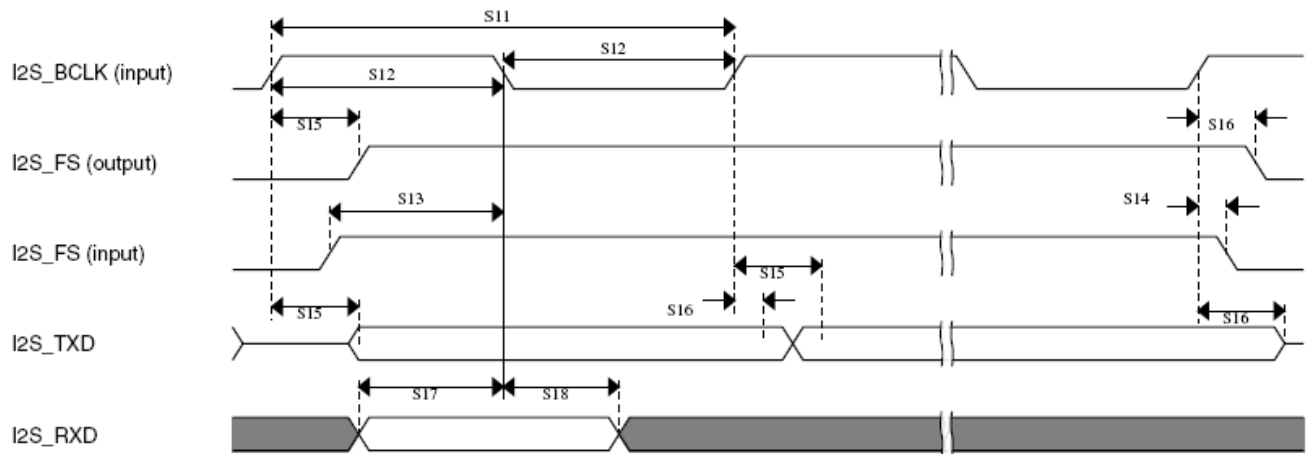 S11
I2S_BCLK (input)
S12
S12
S15
S16
I2S_FS (output)
S13
S14
I2S_FS (input)
S15
S15
S16
S16
I2S_TXD
S17
S18
I2S_RXD